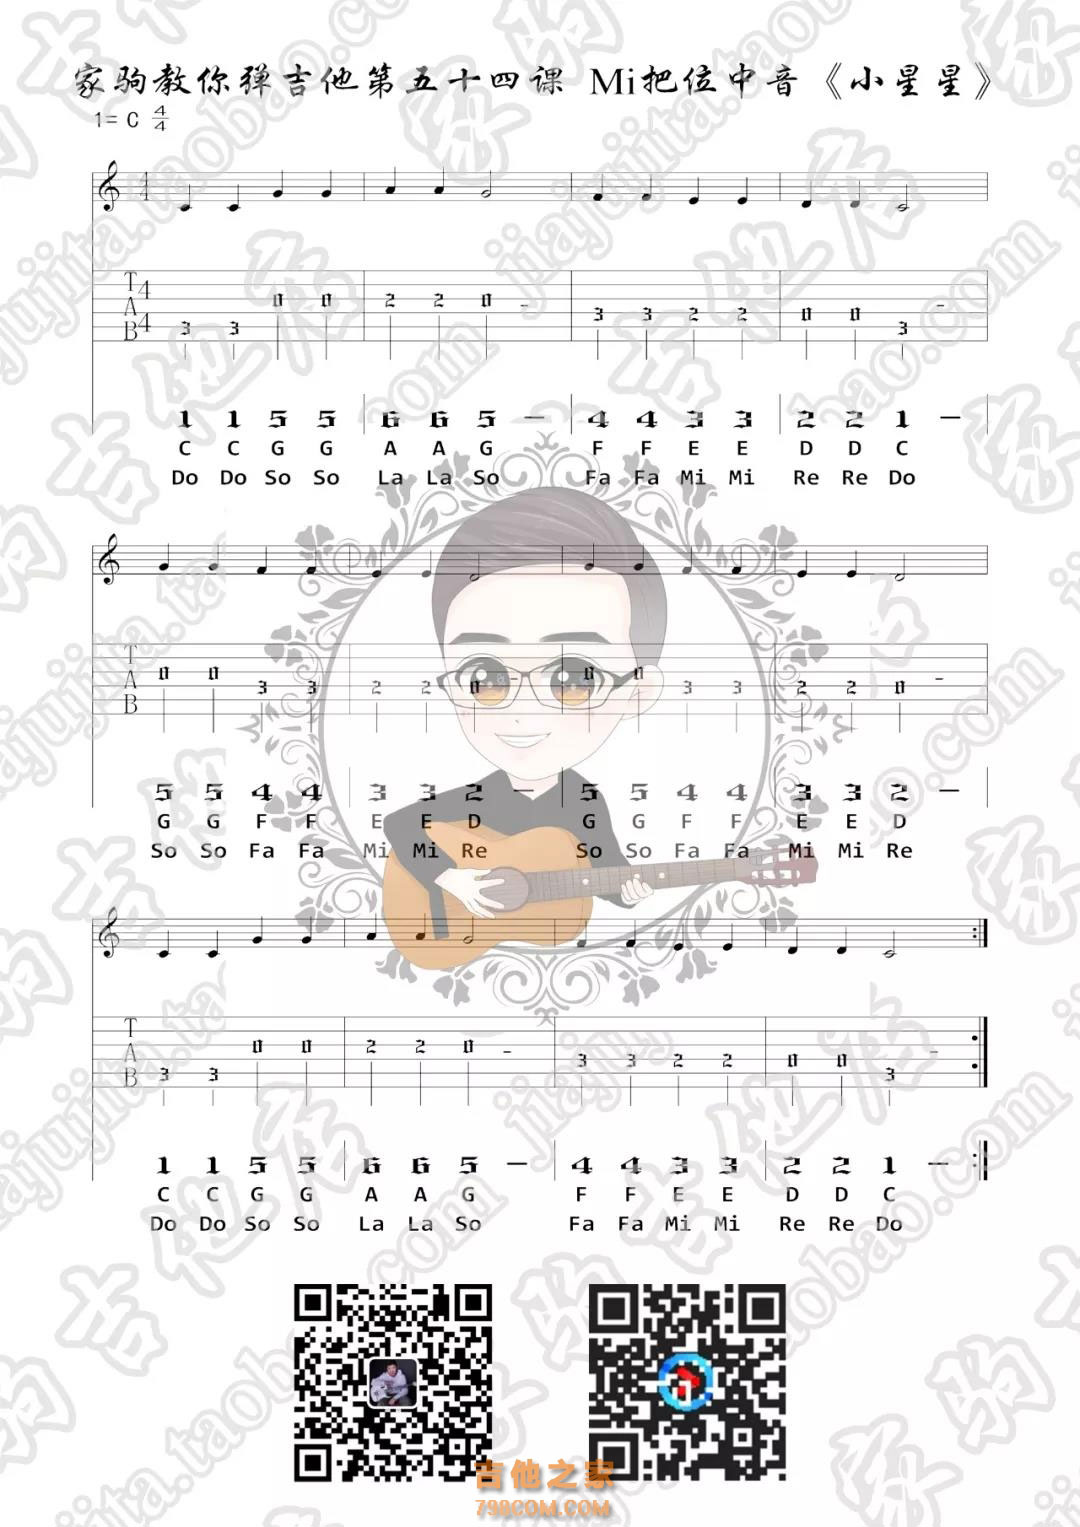 家驹教你弹吉他第五十四课 Mi把位中音《小星星》
1= C 4/4
4/4
T 4
A
B 4
0 0 2 2 0 -
3 3 2 2 0 0 -
3 3 3
1 1 5 5 6 6 5 - 4 4 3 3 2 2 1 -
C C G G A A G F F E E D D C
Do Do So So La La So Fa Fa Mi Mi Re Re Do
T
A
B
0 0 - 0 0 -
3 3 2 2 0 3 3 2 2 0
5 5 4 4 3 3 2 - 5 5 4 4 3 3 2 -
G G F F E E D G G F F E E D
So So Fa Fa Mi Mi Re So So Fa Fa Mi Mi Re
T
A
B
0 0 2 2 0 -
3 3 2 2 0 0 -
3 3 3
1 1 5 5 6 6 5 - 4 4 3 3 2 2 1 - :
C C G G A A G F F E E D D C
Do Do So So La La So Fa Fa Mi Mi Re Re Do
吉他之家
798COM.COM
jiajujita.taobao.com
家驹吉他店